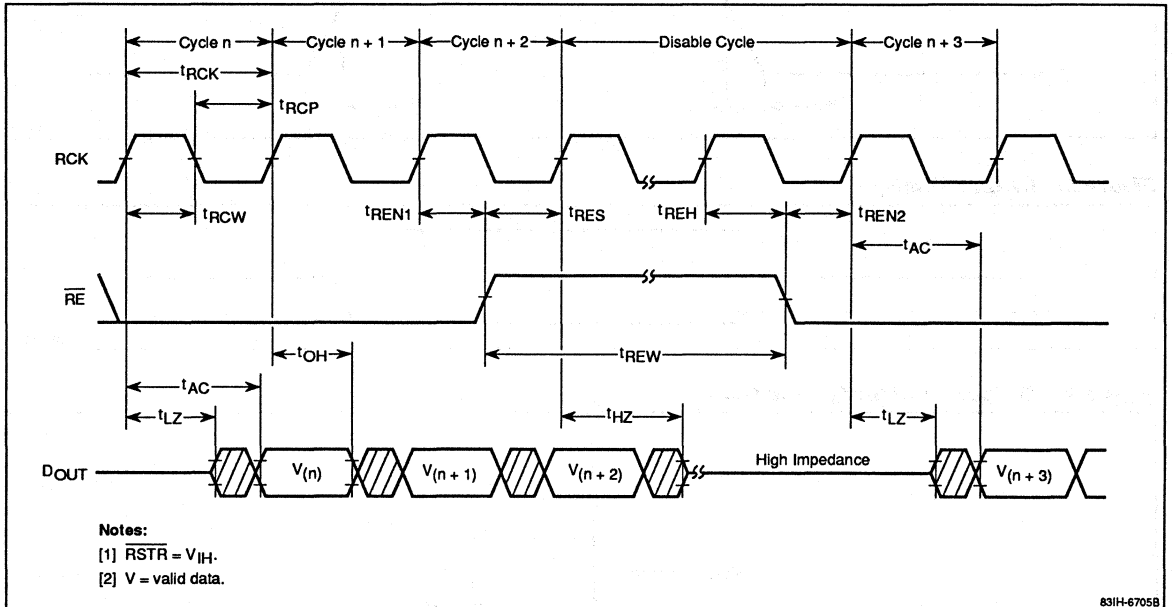 Cycle n Cycle n + 1 Cycle n + 2 Disable Cycle Cycle n + 3
tRCK
tRCP
RCK
tRCW tREN1 tRES tREH tREN2
tAC
RE
tOH tREW
tAC
tLZ tHZ tLZ
DOUT V(n) V(n + 1) V(n + 2) High Impedance V(n + 3)
Notes:
[1] RSTR = VIH.
[2] V = valid data.
83IH-6705B